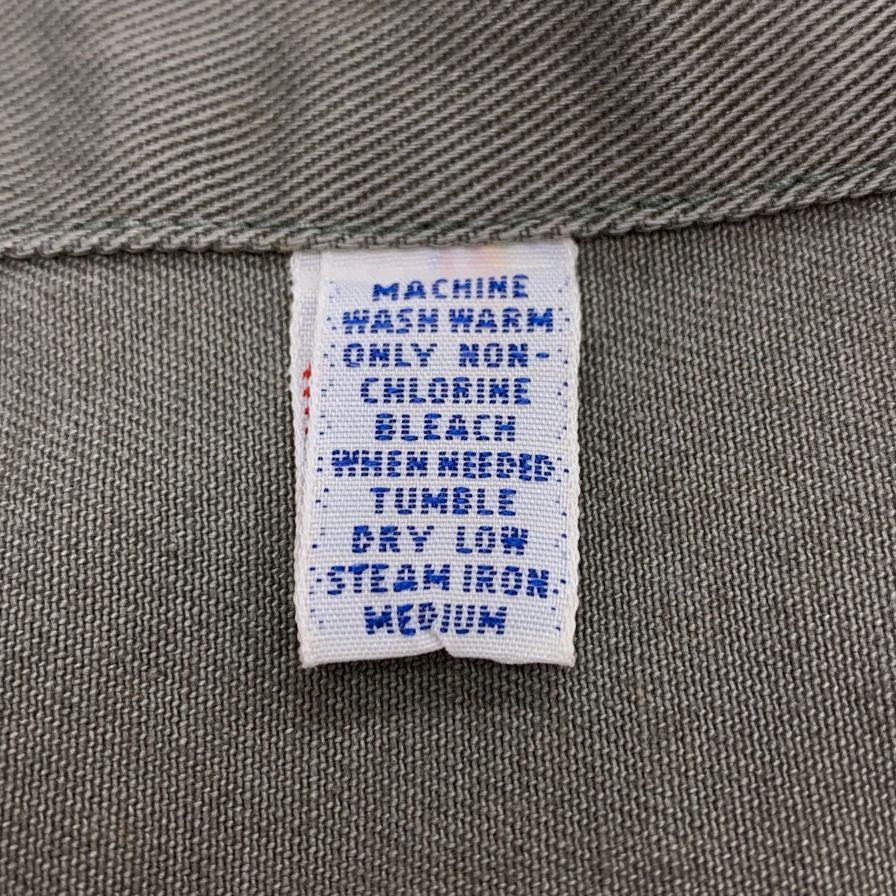 MACHINE
WASH WARM
ONLY NON-
CHLORINE
BLEACH
WHEN NEEDED
TUMBLE
DRY LOW
STEAM IRON
MEDIUM